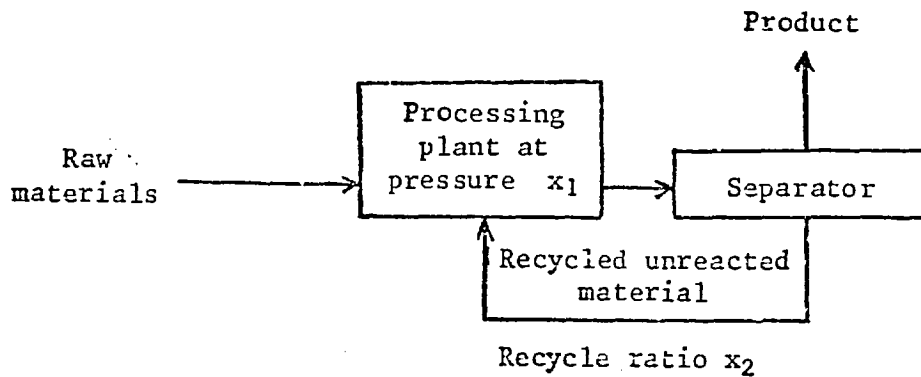 Product
Processing
plant at
pressure x₁
Raw
materials
Separator
Recycled unreacted
material
Recycle ratio x₂